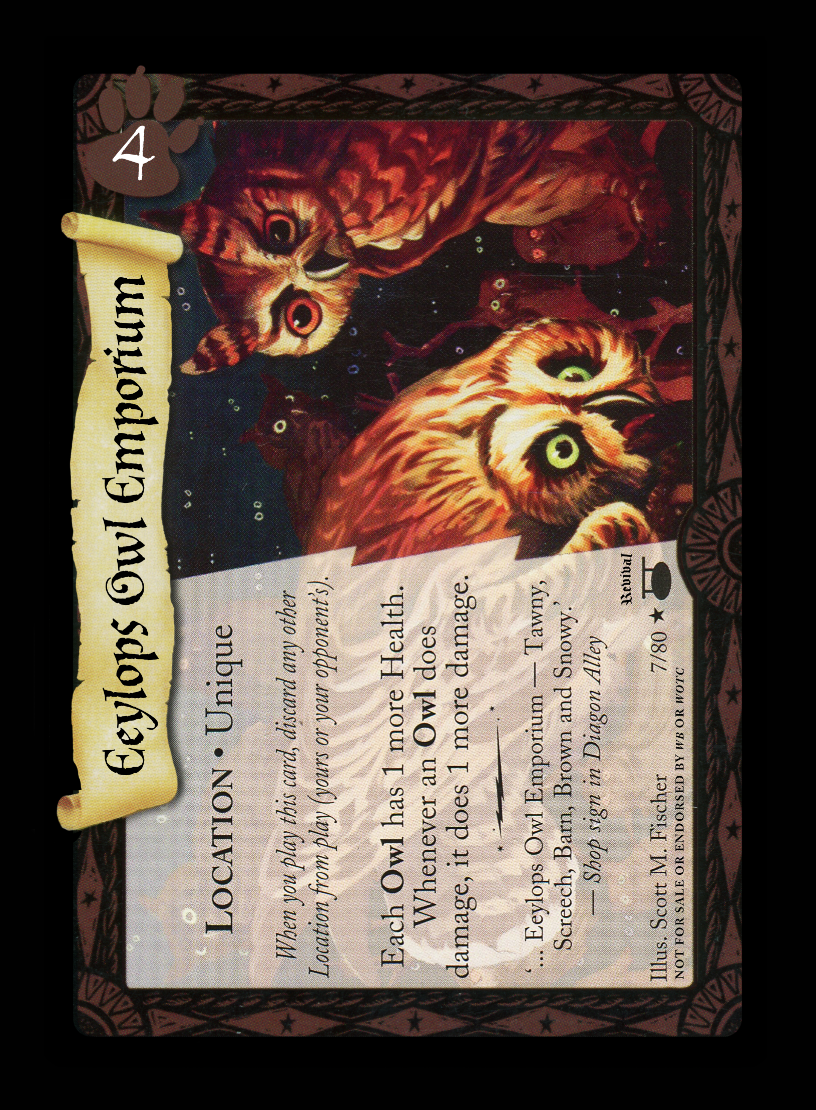 4
Eeylops Owl Emporium
LOCATION • Unique
When you play this card, discard any other
Location from play (yours or your opponent's).
Each Owl has 1 more Health.
Whenever an Owl does
damage, it does 1 more damage.
‘... Eeylops Owl Emporium — Tawny,
Screech, Barn, Brown and Snowy.’
— Shop sign in Diagon Alley
Revival
Illus. Scott M. Fischer 7/80 ★
NOT FOR SALE OR ENDORSED BY WB OR WOTC